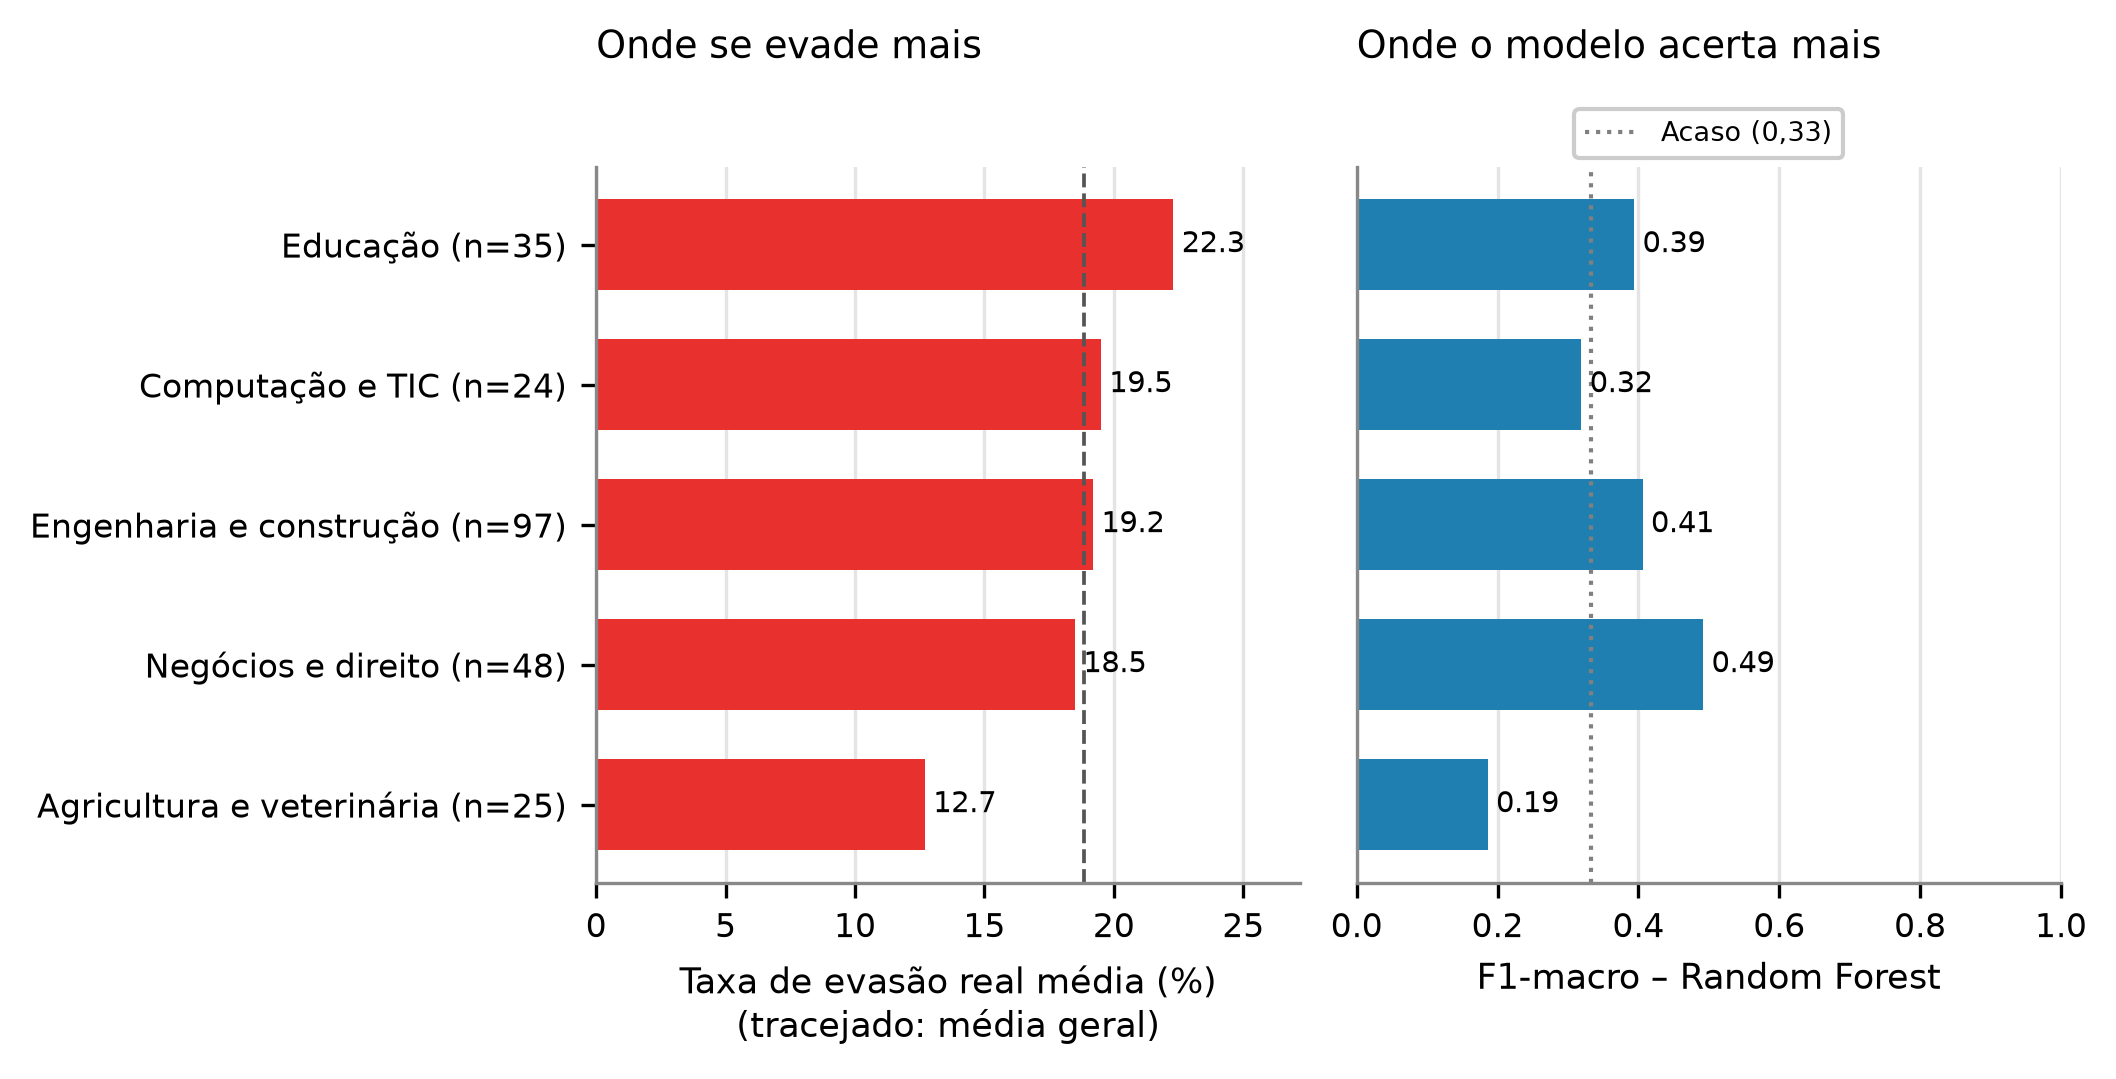 Onde se evade mais
Onde o modelo acerta mais
Acaso (0,33)
Educação (n=35)
22.3
0.39
Computação e TIC (n=24)
19.5
0.32
Engenharia e construção (n=97)
19.2
0.41
Negócios e direito (n=48)
18.5
0.49
Agricultura e veterinária (n=25)
12.7
0.19
0 5 10 15 20 25
0.0 0.2 0.4 0.6 0.8 1.0
Taxa de evasão real média (%)
(tracejado: média geral)
F1-macro – Random Forest